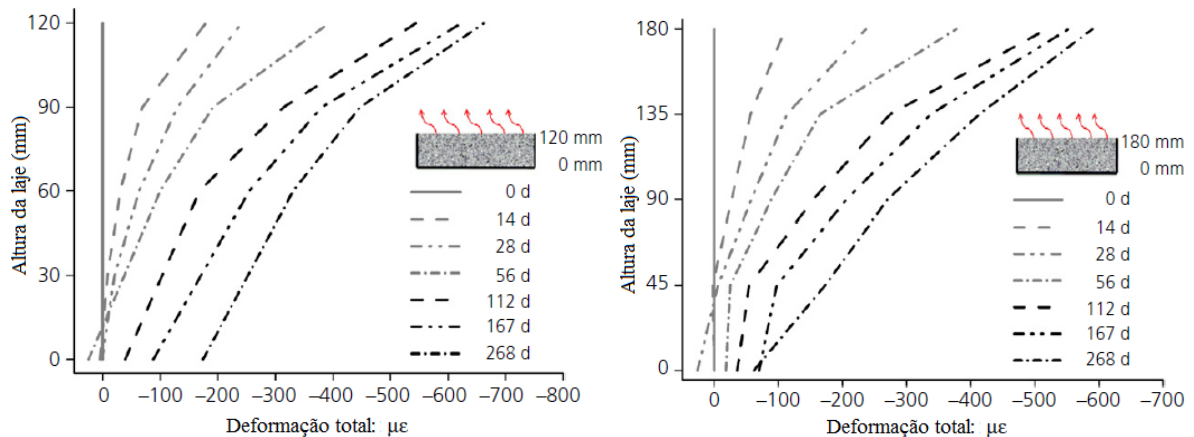 Altura da laje (mm)
120
90
60
30
0
120 mm
0 mm
0 d
14 d
28 d
56 d
112 d
167 d
268 d
0 −100 −200 −300 −400 −500 −600 −700 −800
Deformação total: με
Altura da laje (mm)
180
135
90
45
0
180 mm
0 mm
0 d
14 d
28 d
56 d
112 d
167 d
268 d
0 −100 −200 −300 −400 −500 −600 −700
Deformação total: με